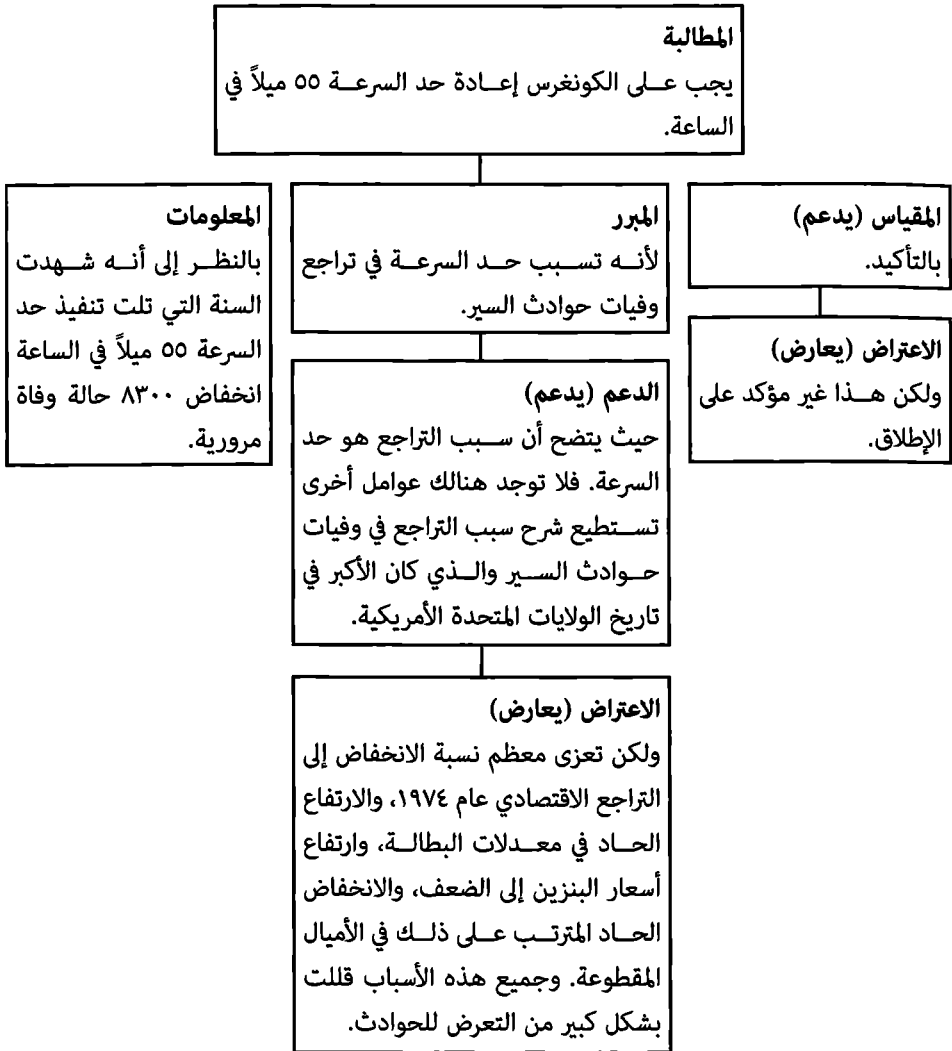 المطالبة
يجب على الكونغرس إعادة حد السرعة ٥٥ ميلاً في
الساعة.
المقياس (يدعم)
بالتأكيد.
الاعتراض (يعارض)
ولكن هذا غير مؤكد على
الإطلاق.
المبرر
لأنه تسبب حد السرعة في تراجع
وفيات حوادث السير.
الدعم (يدعم)
حيث يتضح أن سبب التراجع هو حد
السرعة. فلا توجد هنالك عوامل أخرى
تستطيع شرح سبب التراجع في وفيات
حوادث السير والذي كان الأكبر في
تاريخ الولايات المتحدة الأمريكية.
الاعتراض (يعارض)
ولكن تعزى معظم نسبة الانخفاض إلى
التراجع الاقتصادي عام ١٩٧٤، والارتفاع
الحاد في معدلات البطالة، وارتفاع
أسعار البنزين إلى الضعف، والانخفاض
الحاد المترتب على ذلك في الأميال
المقطوعة. وجميع هذه الأسباب قللت
بشكل كبير من التعرض للحوادث.
المعلومات
بالنظر إلى أنه شهدت
السنة التي تلت تنفيذ حد
السرعة ٥٥ ميلاً في الساعة
انخفاض ٨٣٠٠ حالة وفاة
مرورية.